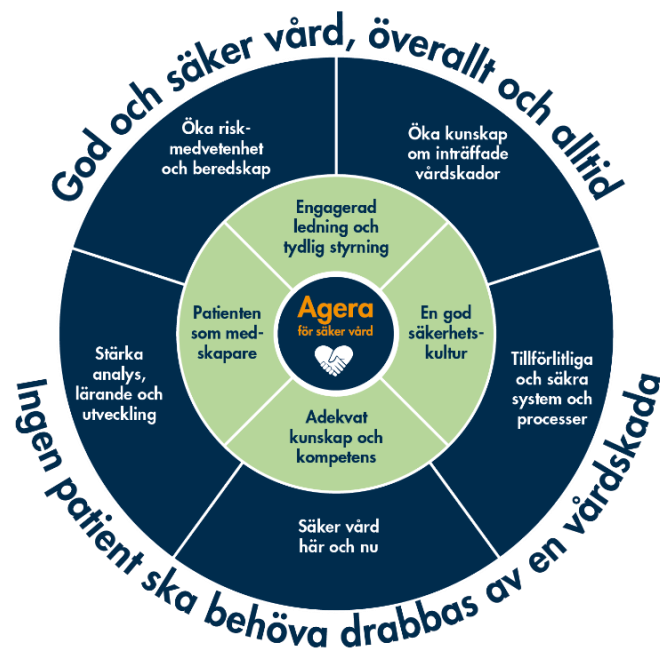 God och säker vård, överallt och alltid
Öka risk-
medvetenhet
och beredskap
Öka kunskap
om inträffade
vårdskador
Engagerad
ledning och
tydlig styrning
Patienten
som med-
skapare
Agera
för säker vård
En god
säkerhets-
kultur
Stärka
analys,
lärande och
utveckling
Tillförlitliga
och säkra
system och
processer
Adekvat
kunskap och
kompetens
Säker vård
här och nu
Ingen patient ska behöva drabbas av en vårdskada